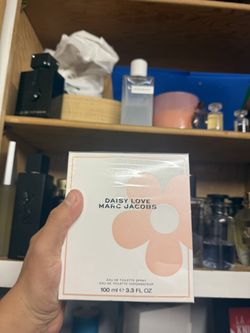 DAISY LOVE
MARC JACOBS
EAU DE TOILETTE SPRAY
EAU DE TOILETTE VAPORISATEUR
100 ml ℮ 3.3 FL OZ